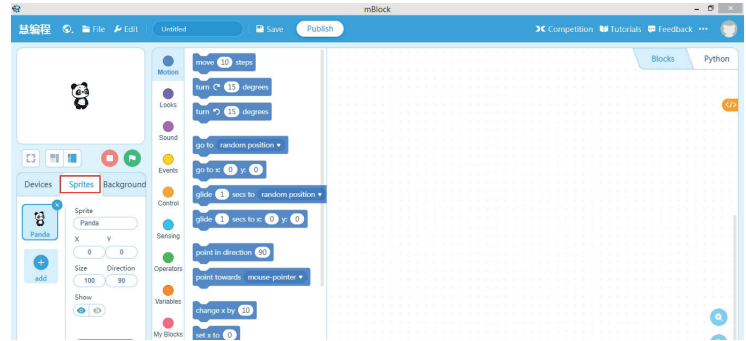 mBlock
慧编程 File Edit Untitled Save Publish Competition Tutorials Feedback
Blocks Python
Devices Sprites Background
Panda
add
Sprite
Panda
X Y
0 0
Size Direction
100 90
Show
Motion
Looks
Sound
Events
Control
Sensing
Operators
Variables
My Blocks
move 10 steps
turn 15 degrees
turn 15 degrees
go to random position
go to x: 0 y: 0
glide 1 secs to random position
glide 1 secs to x: 0 y: 0
point in direction 90
point towards mouse-pointer
change x by 10
set x to 0